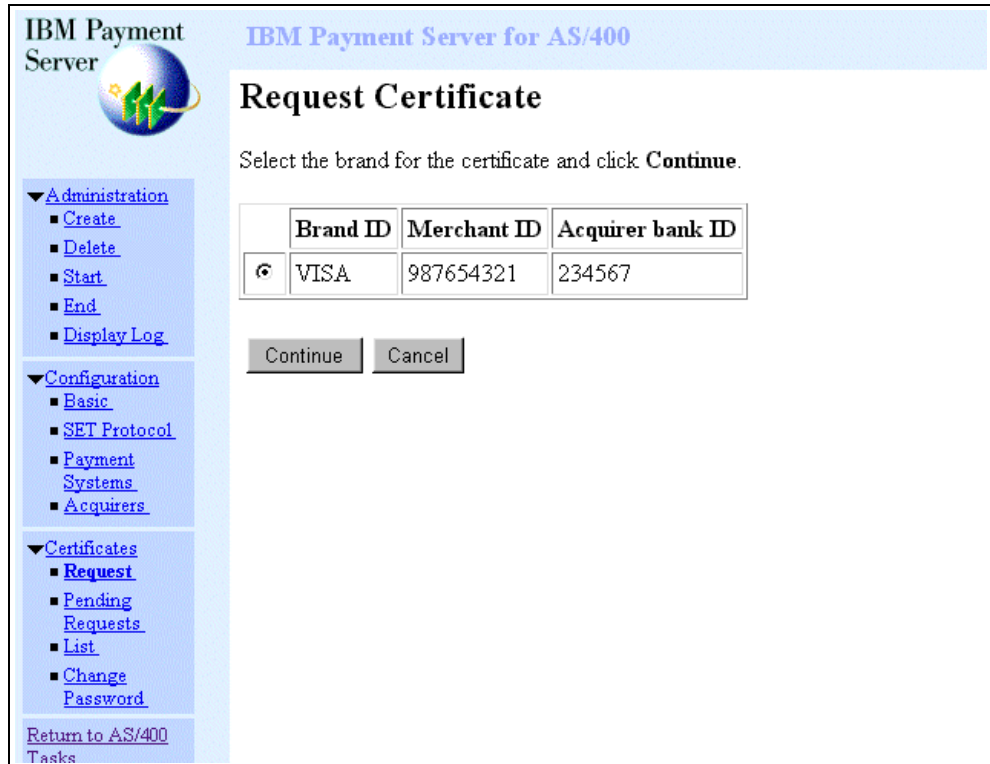 IBM Payment
Server
IBM Payment Server for AS/400
Request Certificate
Select the brand for the certificate and click Continue.
Brand ID Merchant ID Acquirer bank ID
VISA 987654321 234567
Continue Cancel
Administration
Create
Delete
Start
End
Display Log
Configuration
Basic
SET Protocol
Payment
Systems
Acquirers
Certificates
Request
Pending
Requests
List
Change
Password
Return to AS/400
Tasks